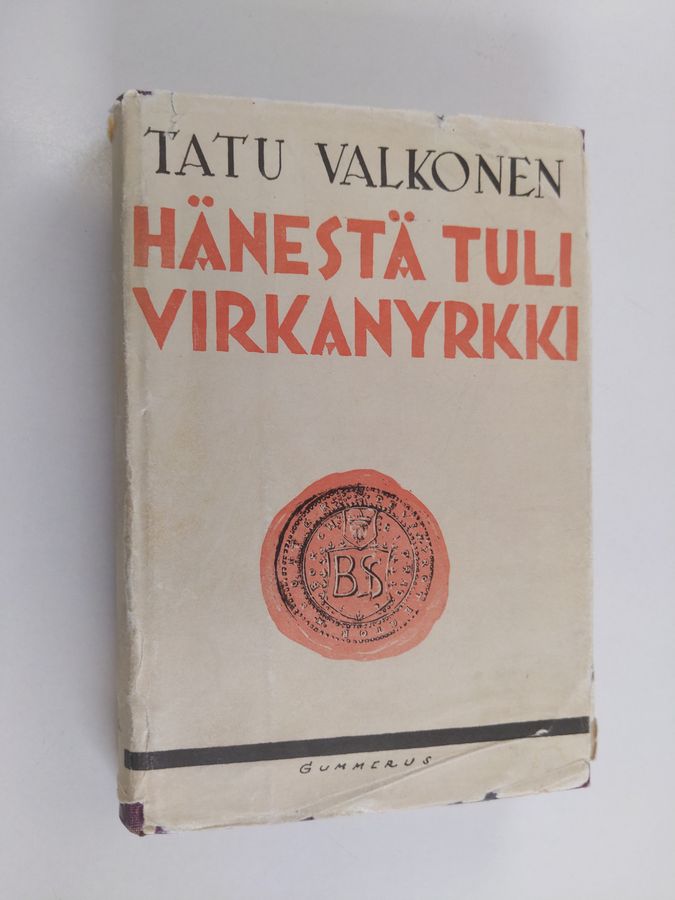 TATU VALKONEN
HÄNESTÄ TULI
VIRKANYRKKI
BS
GUMMERUS